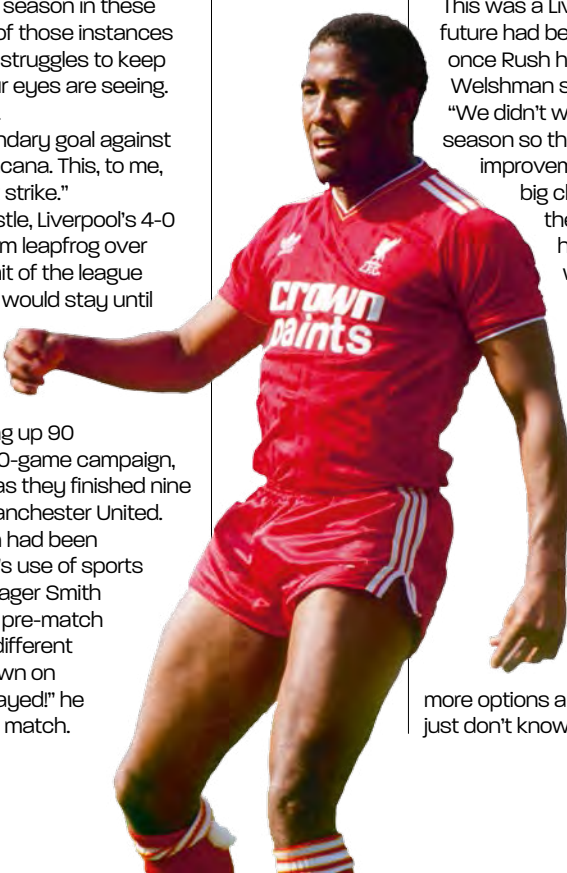 season in these
of those instances
struggles to keep
r eyes are seeing.
ndary goal against
cana. This, to me,
strike.”
stle, Liverpool’s 4-0
m leapfrog over
it of the league
would stay until
g up 90
0-game campaign,
as they finished nine
anchester United.
had been
’s use of sports
ager Smith
pre-match
different
wn on
ayed!” he
match.
crown
paints
This was a Liv
future had be
once Rush h
Welshman s
“We didn’t w
season so th
improvem
big cl
the
h
more options a
just don’t know